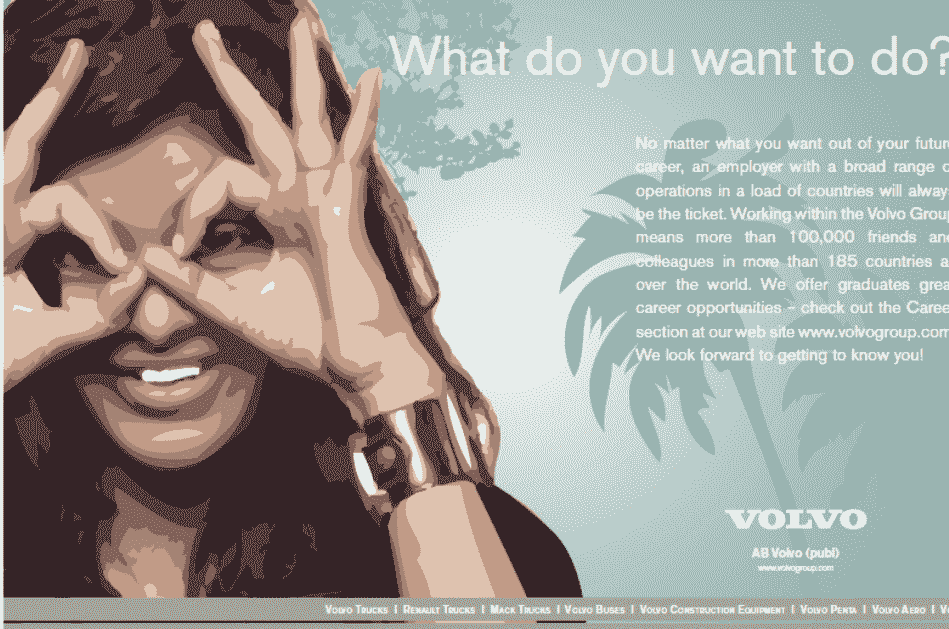 What do you want to do?
No matter what you want out of your future
career, an employer with a broad range o
operations in a load of countries will alway
be the ticket. Working within the Volvo Group
means more than 100,000 friends and
colleagues in more than 185 countries a
over the world. We offer graduates grea
career opportunities – check out the Caree
section at our web site www.volvogroup.com
We look forward to getting to know you!
VOLVO
AB Volvo (publ)
www.volvogroup.com
Volvo Trucks | Renault Trucks | Mack Trucks | Volvo Buses | Volvo Construction Equipment | Volvo Penta | Volvo Aero | Vo